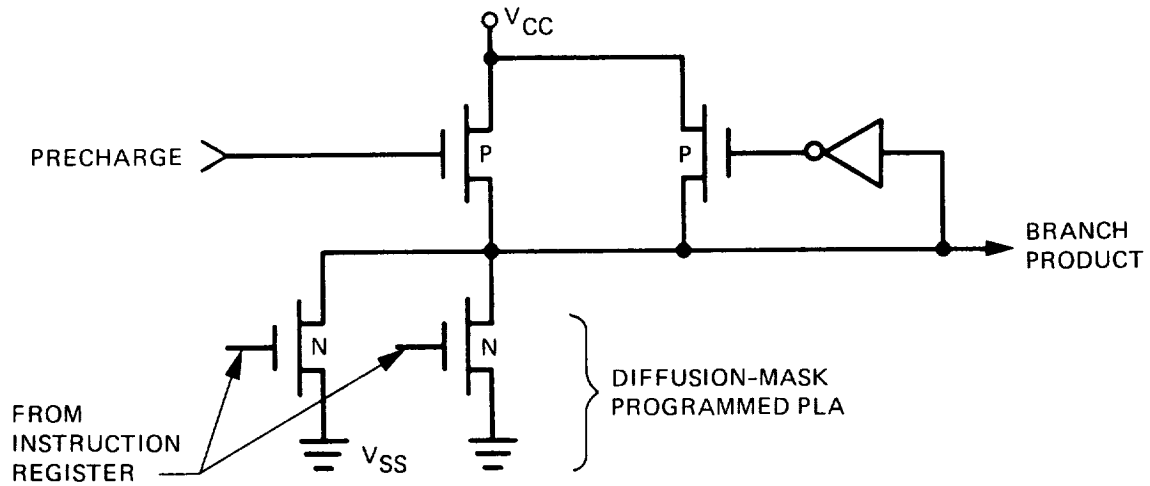 VCC
PRECHARGE
P
P
BRANCH
PRODUCT
N
N
DIFFUSION-MASK
PROGRAMMED PLA
FROM
INSTRUCTION
REGISTER
VSS